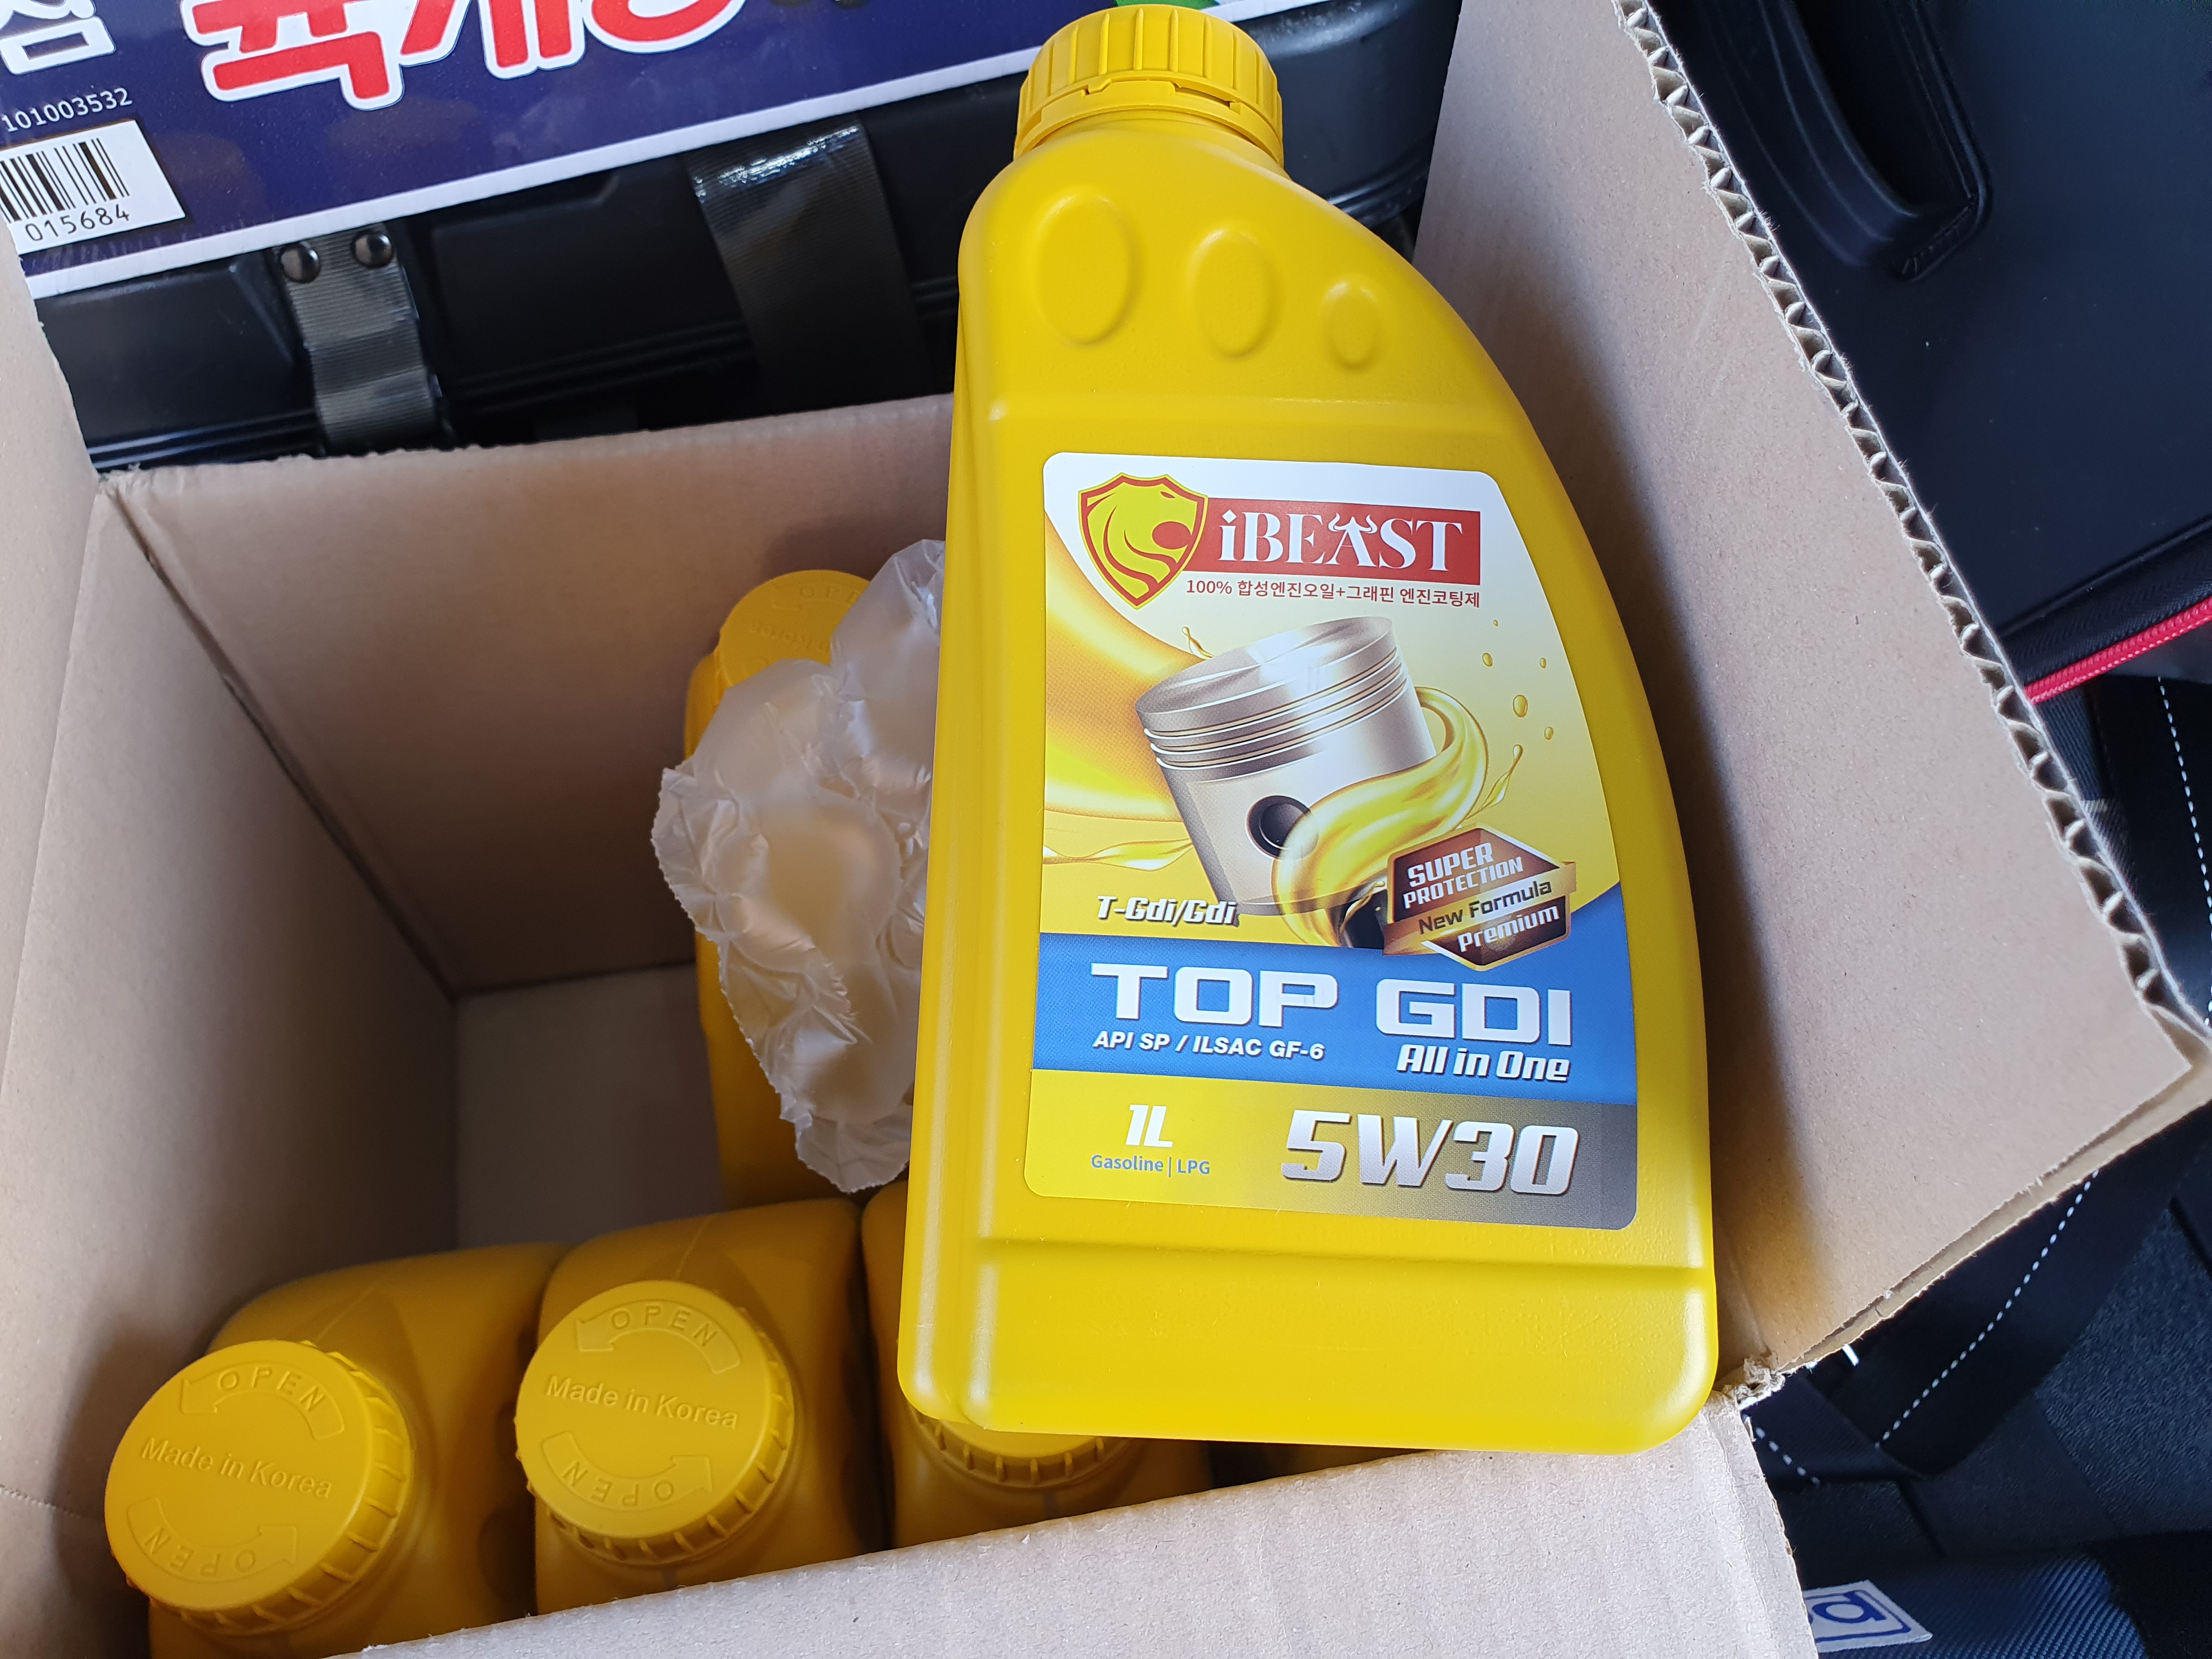 101003532
015684
iBEAST
100% 합성엔진오일+그래핀 엔진코팅제
T-Gdi/Gdi
SUPER
PROTECTION
New Formula
Premium
TOP GDI
API SP / ILSAC GF-6
All in One
1L
Gasoline | LPG
5W30
OPEN
Made in Korea
OPEN
OPEN
Made in Korea
OPEN
OPEN